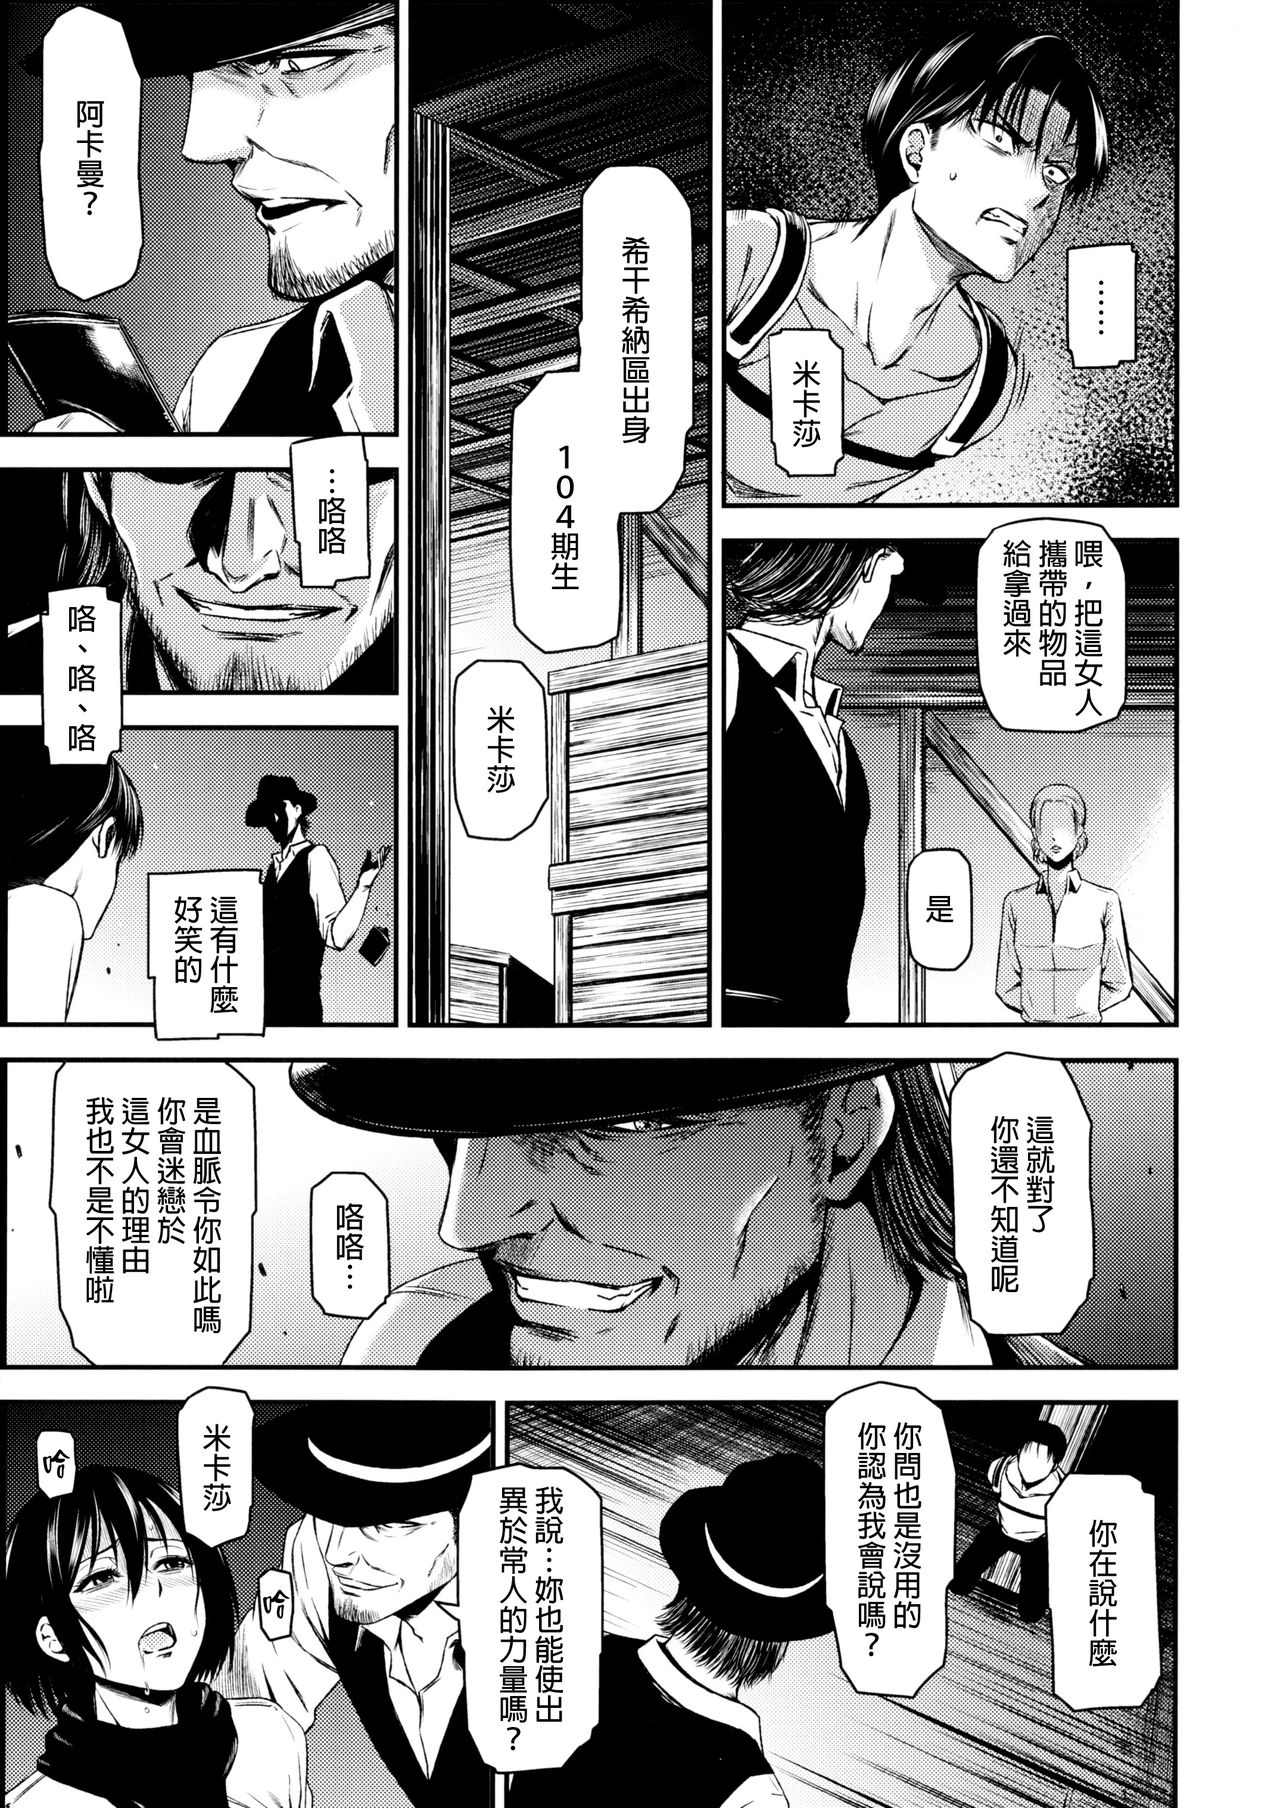 ……
米卡莎
喂，把這女人
攜帶的物品
給拿過來
是
希干希納區出身
104期生
米卡莎
阿卡曼？
…咯咯
咯、咯、咯
這有什麼
好笑的
這就對了
你還不知道呢
咯咯…
是血脈令你如此嗎
你會迷戀於
這女人的理由
我也不是不懂啦
你在說什麼
你問也是沒用的
你認為我會說嗎？
我說…妳也能使出
異於常人的力量嗎？
米卡莎
哈
哈